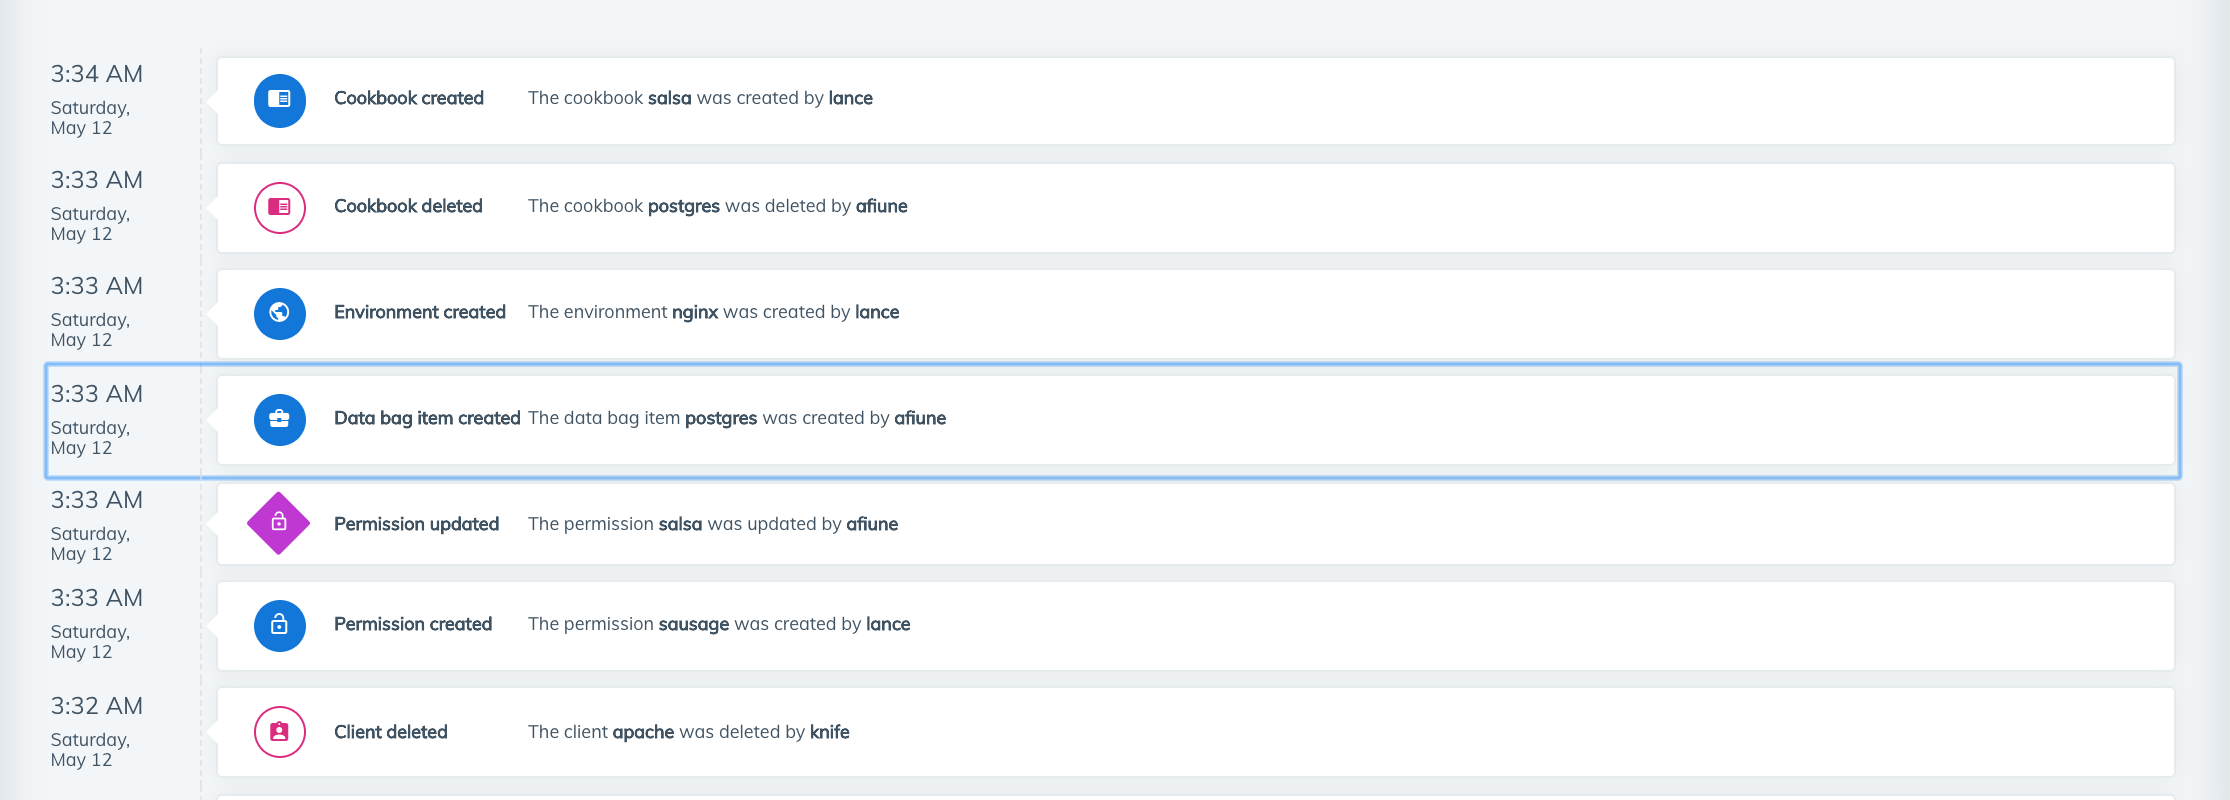 3:34 AM
Saturday,
May 12
Cookbook created The cookbook salsa was created by lance
3:33 AM
Saturday,
May 12
Cookbook deleted The cookbook postgres was deleted by afiune
3:33 AM
Saturday,
May 12
Environment created The environment nginx was created by lance
3:33 AM
Saturday,
May 12
Data bag item created The data bag item postgres was created by afiune
3:33 AM
Saturday,
May 12
Permission updated The permission salsa was updated by afiune
3:33 AM
Saturday,
May 12
Permission created The permission sausage was created by lance
3:32 AM
Saturday,
May 12
Client deleted The client apache was deleted by knife